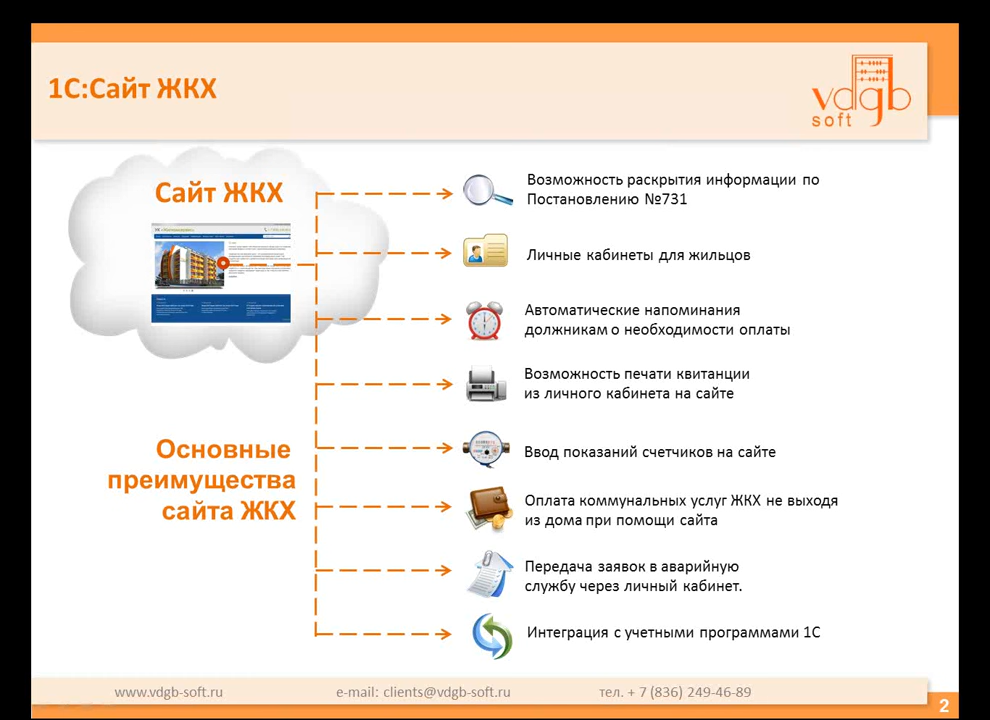 1С:Сайт ЖКХ
vdgb
soft
Сайт ЖКХ
Возможность раскрытия информации по
Постановлению №731
Личные кабинеты для жильцов
Автоматические напоминания
должникам о необходимости оплаты
Возможность печати квитанции
из личного кабинета на сайте
Основные
преимущества
сайта ЖКХ
Ввод показаний счетчиков на сайте
Оплата коммунальных услуг ЖКХ не выходя
из дома при помощи сайта
Передача заявок в аварийную
службу через личный кабинет.
Интеграция с учетными программами 1С
www.vdgb-soft.ru
e-mail: clients@vdgb-soft.ru
тел. + 7 (836) 249-46-89
2